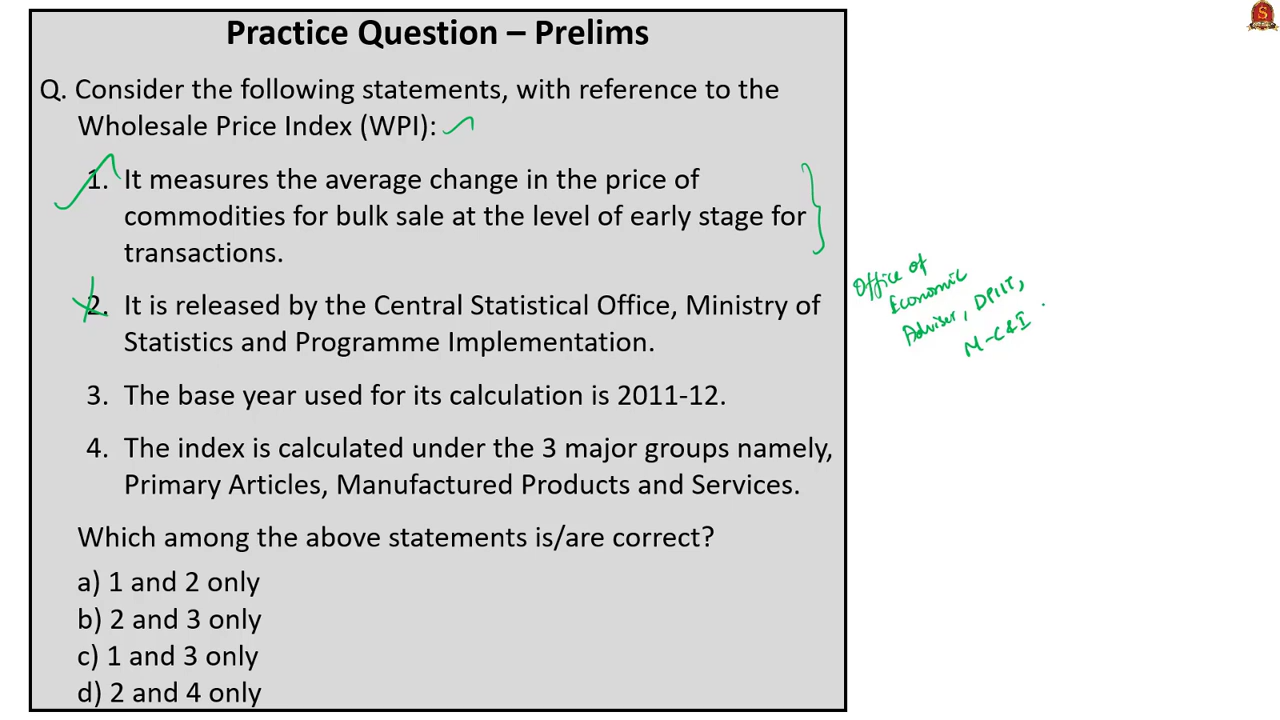 Practice Question – Prelims
Q. Consider the following statements, with reference to the
Wholesale Price Index (WPI):
1. It measures the average change in the price of
commodities for bulk sale at the level of early stage for
transactions.
2. It is released by the Central Statistical Office, Ministry of
Statistics and Programme Implementation.
3. The base year used for its calculation is 2011-12.
4. The index is calculated under the 3 major groups namely,
Primary Articles, Manufactured Products and Services.
Which among the above statements is/are correct?
a) 1 and 2 only
b) 2 and 3 only
c) 1 and 3 only
d) 2 and 4 only
Office of
Economic
Adviser, DPIIT,
M-C&I
S